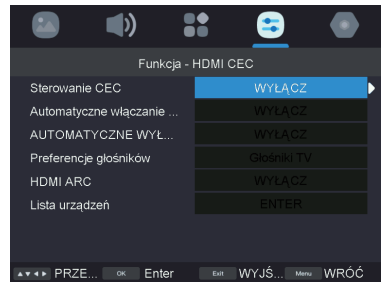 Funkcja - HDMI CEC
Sterowanie CEC WYŁĄCZ
Automatyczne włączanie ... WYŁĄCZ
AUTOMATYCZNE WYŁ... WYŁĄCZ
Preferencje głośników Głośniki TV
HDMI ARC WYŁĄCZ
Lista urządzeń ENTER
PRZE... OK Enter Exit WYJŚ... Menu WRÓĆ